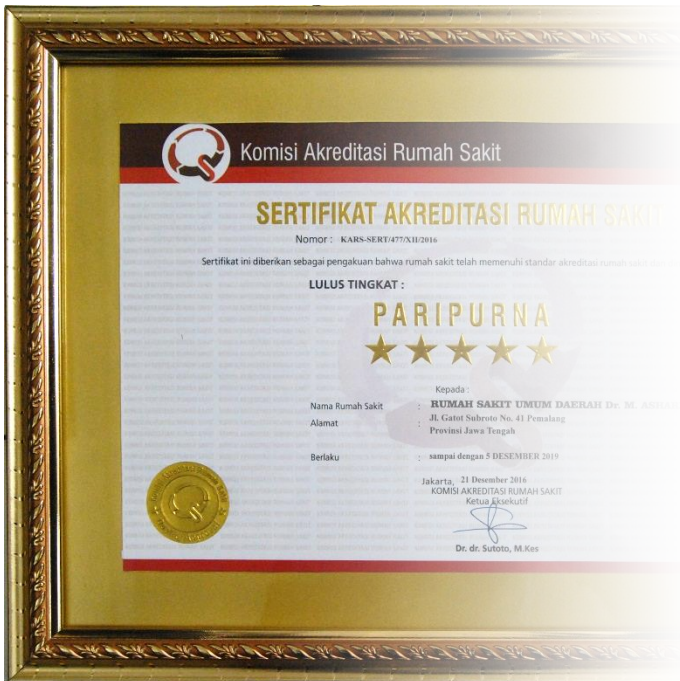 Komisi Akreditasi Rumah Sakit
SERTIFIKAT AKREDITASI RUMAH SAKIT
Nomor : KARS-SERT/477/XII/2016
Sertifikat ini diberikan sebagai pengakuan bahwa rumah sakit telah memenuhi standar akreditasi rumah sakit
LULUS TINGKAT :
PARIPURNA
Kepada :
Nama Rumah Sakit : RUMAH SAKIT UMUM DAERAH Dr. M.
Alamat : Jl. Gatot Subroto No. 41 Pemalang
Provinsi Jawa Tengah
Berlaku : sampai dengan 5 DESEMBER 2019
Jakarta, 21 Desember 2016
KOMISI AKREDITASI RUMAH SAKIT
Ketua Eksekutif
Dr. dr. Sutoto, M.Kes